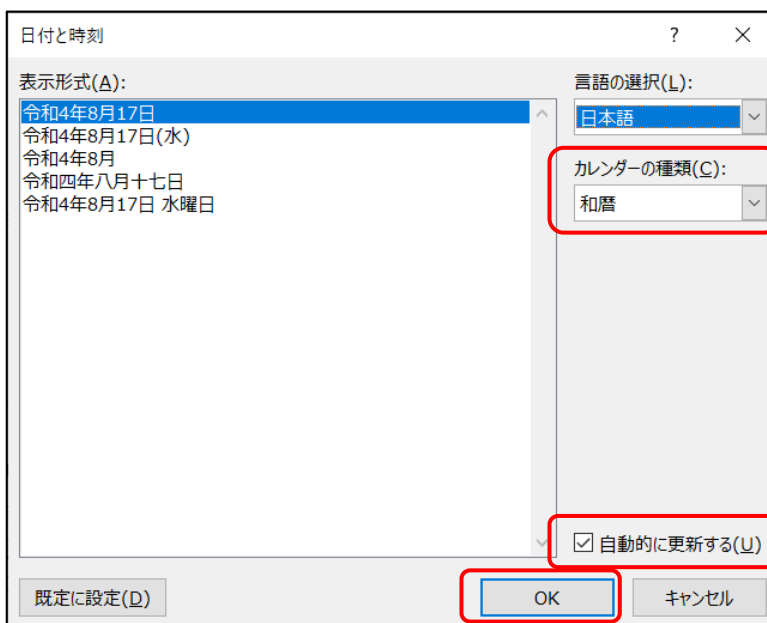 日付と時刻
?
表示形式(A):
言語の選択(L):
令和4年8月17日
令和4年8月17日(水)
令和4年8月
令和四年八月十七日
令和4年8月17日 水曜日
日本語
カレンダーの種類(C):
和暦
自動的に更新する(U)
既定に設定(D)
OK
キャンセル